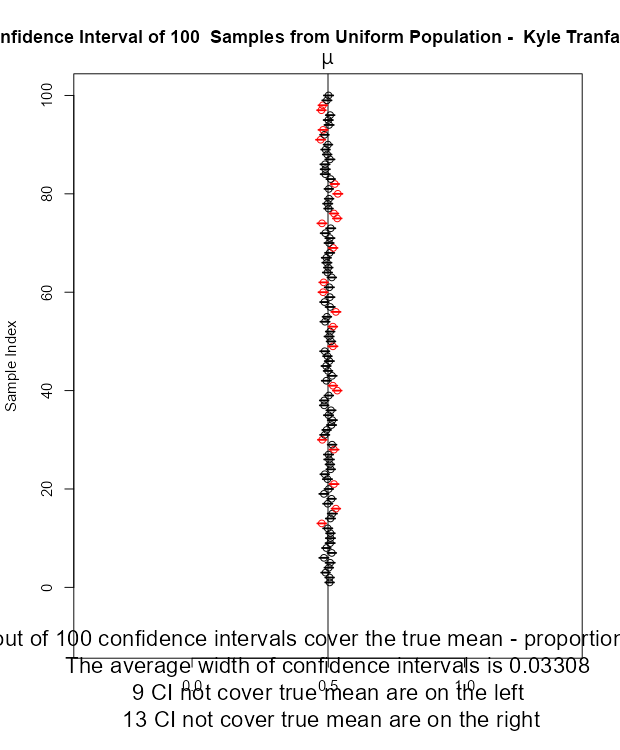 nfidence Interval of 100 Samples from Uniform Population - Kyle Tranfa
μ
100
80
60
40
20
0
Sample Index
out of 100 confidence intervals cover the true mean - proportion
The average width of confidence intervals is 0.03308
0.0 0.5 1.0
9 CI not cover true mean are on the left
13 CI not cover true mean are on the right